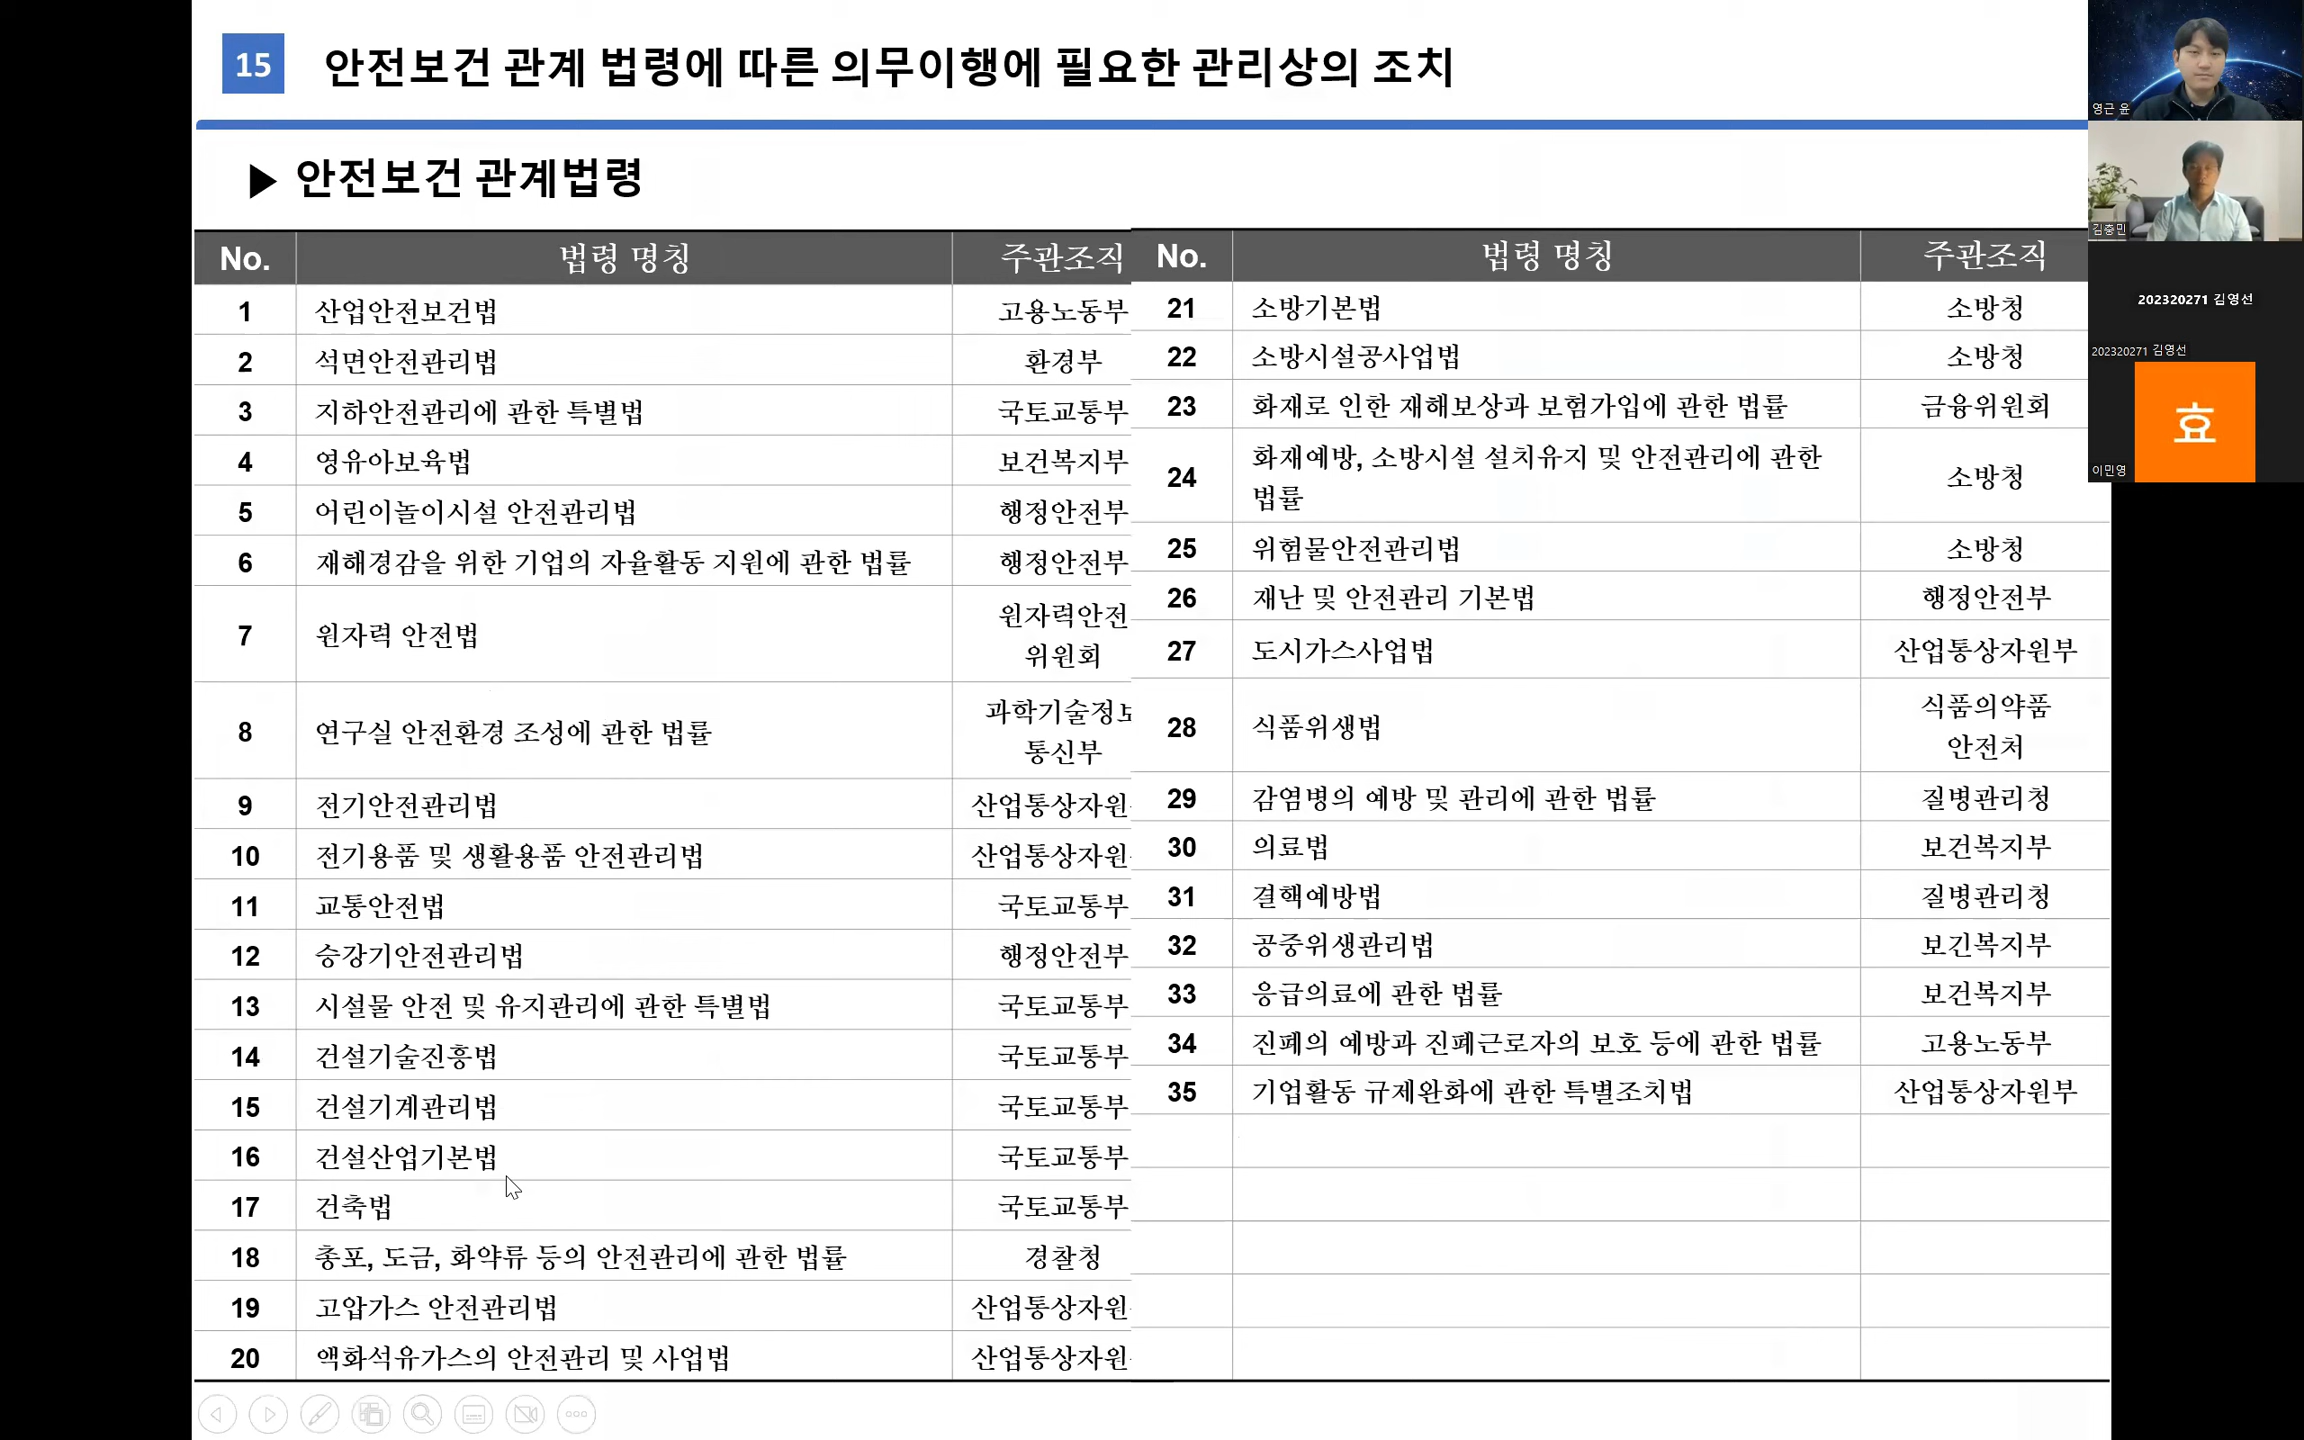 15 안전보건 관계 법령에 따른 의무이행에 필요한 관리상의 조치
▶ 안전보건 관계법령
No. 법령 명칭 주관조직
1 산업안전보건법 고용노동부
2 석면안전관리법 환경부
3 지하안전관리에 관한 특별법 국토교통부
4 영유아보육법 보건복지부
5 어린이놀이시설 안전관리법 행정안전부
6 재해경감을 위한 기업의 자율활동 지원에 관한 법률 행정안전부
7 원자력 안전법 원자력안전
위원회
8 연구실 안전환경 조성에 관한 법률 과학기술정보
통신부
9 전기안전관리법 산업통상자원
10 전기용품 및 생활용품 안전관리법 산업통상자원
11 교통안전법 국토교통부
12 승강기안전관리법 행정안전부
13 시설물 안전 및 유지관리에 관한 특별법 국토교통부
14 건설기술진흥법 국토교통부
15 건설기계관리법 국토교통부
16 건설산업기본법 국토교통부
17 건축법 국토교통부
18 총포, 도금, 화약류 등의 안전관리에 관한 법률 경찰청
19 고압가스 안전관리법 산업통상자원
20 액화석유가스의 안전관리 및 사업법 산업통상자원
No. 법령 명칭 주관조직
21 소방기본법 소방청
22 소방시설공사업법 소방청
23 화재로 인한 재해보상과 보험가입에 관한 법률 금융위원회
24 화재예방, 소방시설 설치유지 및 안전관리에 관한
법률 소방청
25 위험물안전관리법 소방청
26 재난 및 안전관리 기본법 행정안전부
27 도시가스사업법 산업통상자원부
28 식품위생법 식품의약품
안전처
29 감염병의 예방 및 관리에 관한 법률 질병관리청
30 의료법 보건복지부
31 결핵예방법 질병관리청
32 공중위생관리법 보건복지부
33 응급의료에 관한 법률 보건복지부
34 진폐의 예방과 진폐근로자의 보호 등에 관한 법률 고용노동부
35 기업활동 규제완화에 관한 특별조치법 산업통상자원부
영근 윤
김충민
202320271 김영선
202320271 김영선
효
이민영